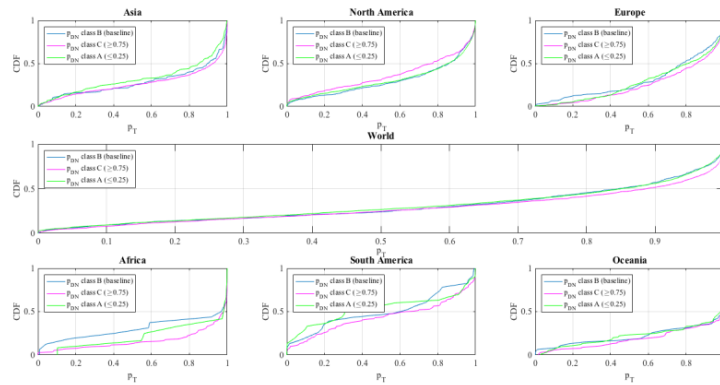 Asia
CDF
1
0.5
0
p_DN class B (baseline)
p_DN class C (≥0.75)
p_DN class A (≤0.25)
0 0.2 0.4 0.6 0.8 1
p_T
North America
CDF
1
0.5
0
p_DN class B (baseline)
p_DN class C (≥0.75)
p_DN class A (≤0.25)
0 0.2 0.4 0.6 0.8 1
p_T
Europe
CDF
1
0.5
0
p_DN class B (baseline)
p_DN class C (≥0.75)
p_DN class A (≤0.25)
0 0.2 0.4 0.6 0.8
p_T
World
CDF
1
0.5
0
p_DN class B (baseline)
p_DN class C (≥0.75)
p_DN class A (≤0.25)
0 0.1 0.2 0.3 0.4 0.5 0.6 0.7 0.8 0.9
p_T
Africa
CDF
1
0.5
0
p_DN class B (baseline)
p_DN class C (≥0.75)
p_DN class A (≤0.25)
0 0.2 0.4 0.6 0.8 1
p_T
South America
CDF
1
0.5
0
p_DN class B (baseline)
p_DN class C (≥0.75)
p_DN class A (≤0.25)
0 0.2 0.4 0.6 0.8 1
p_T
Oceania
CDF
1
0.5
0
p_DN class B (baseline)
p_DN class C (≥0.75)
p_DN class A (≤0.25)
0 0.2 0.4 0.6 0.8
p_T